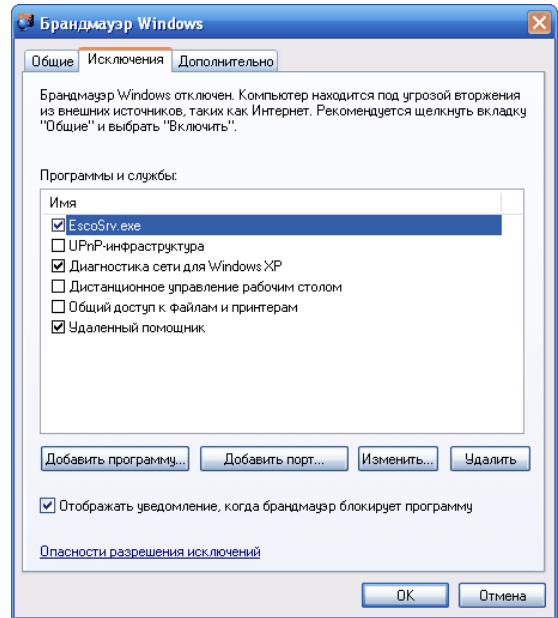 Брандмауэр Windows
Общие Исключения Дополнительно
Брандмауэр Windows отключен. Компьютер находится под угрозой вторжения
из внешних источников, таких как Интернет. Рекомендуется щелкнуть вкладку
"Общие" и выбрать "Включить".
Программы и службы:
Имя
EscoSrv.exe
UPnP-инфраструктура
Диагностика сети для Windows XP
Дистанционное управление рабочим столом
Общий доступ к файлам и принтерам
Удаленный помощник
Добавить программу... Добавить порт... Изменить... Удалить
Отображать уведомление, когда брандмауэр блокирует программу
Опасности разрешения исключений
ОК Отмена